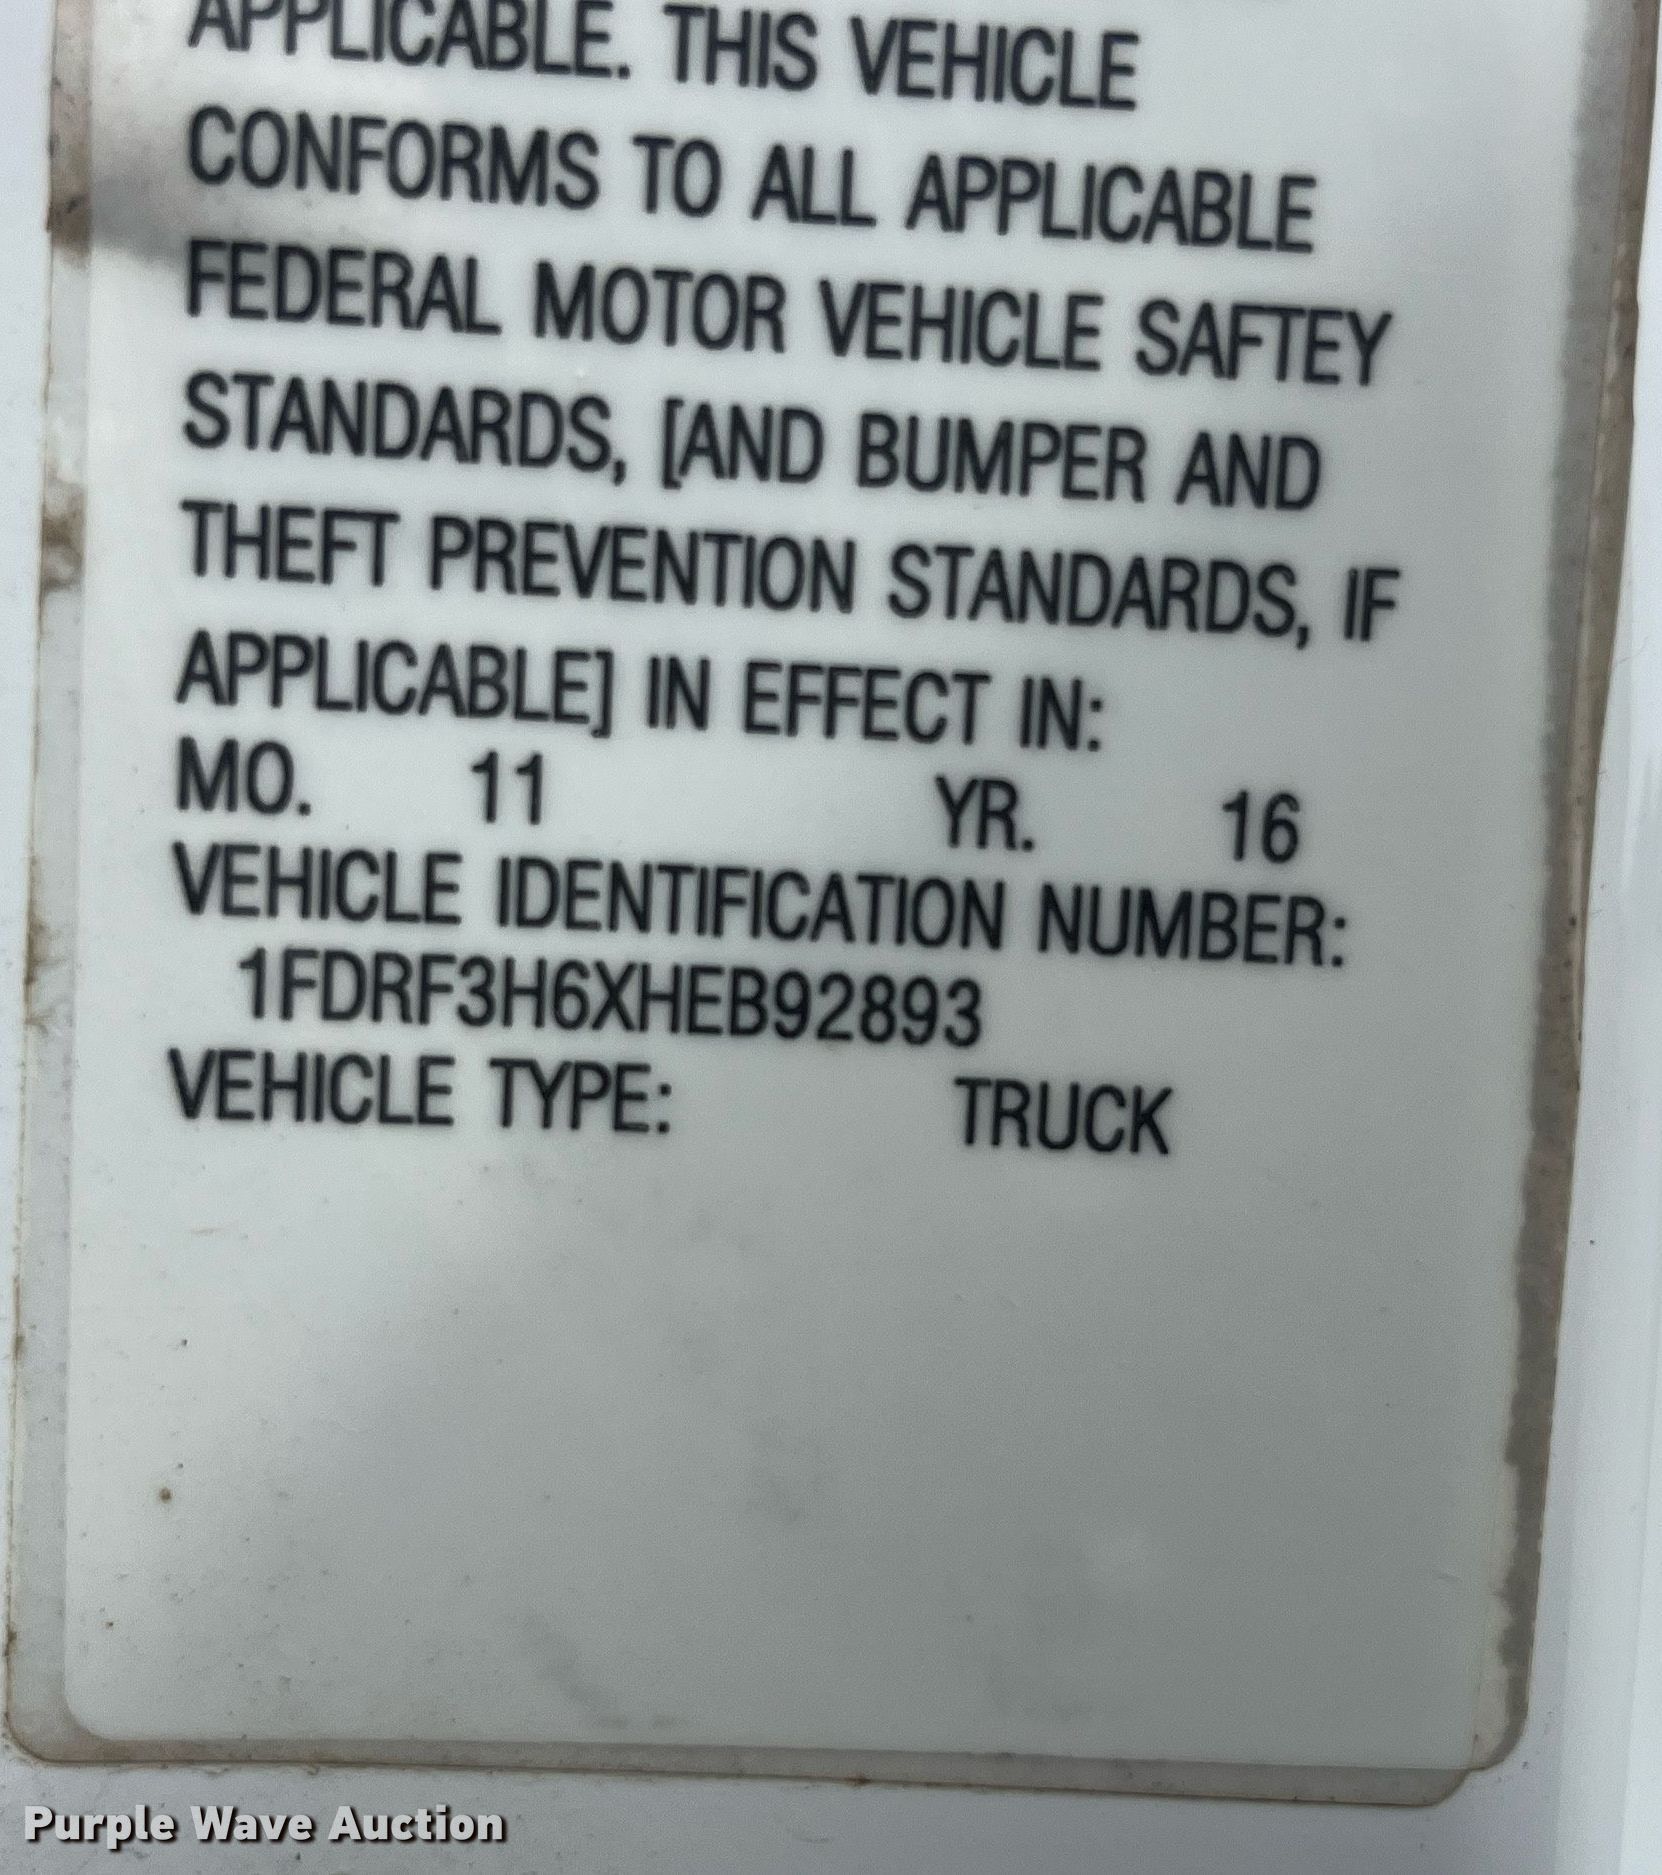 APPLICABLE. THIS VEHICLE
CONFORMS TO ALL APPLICABLE
FEDERAL MOTOR VEHICLE SAFTEY
STANDARDS, [AND BUMPER AND
THEFT PREVENTION STANDARDS, IF
APPLICABLE] IN EFFECT IN:
MO. 11 YR. 16
VEHICLE IDENTIFICATION NUMBER:
1FDRF3H6XHEB92893
VEHICLE TYPE: TRUCK
Purple Wave Auction